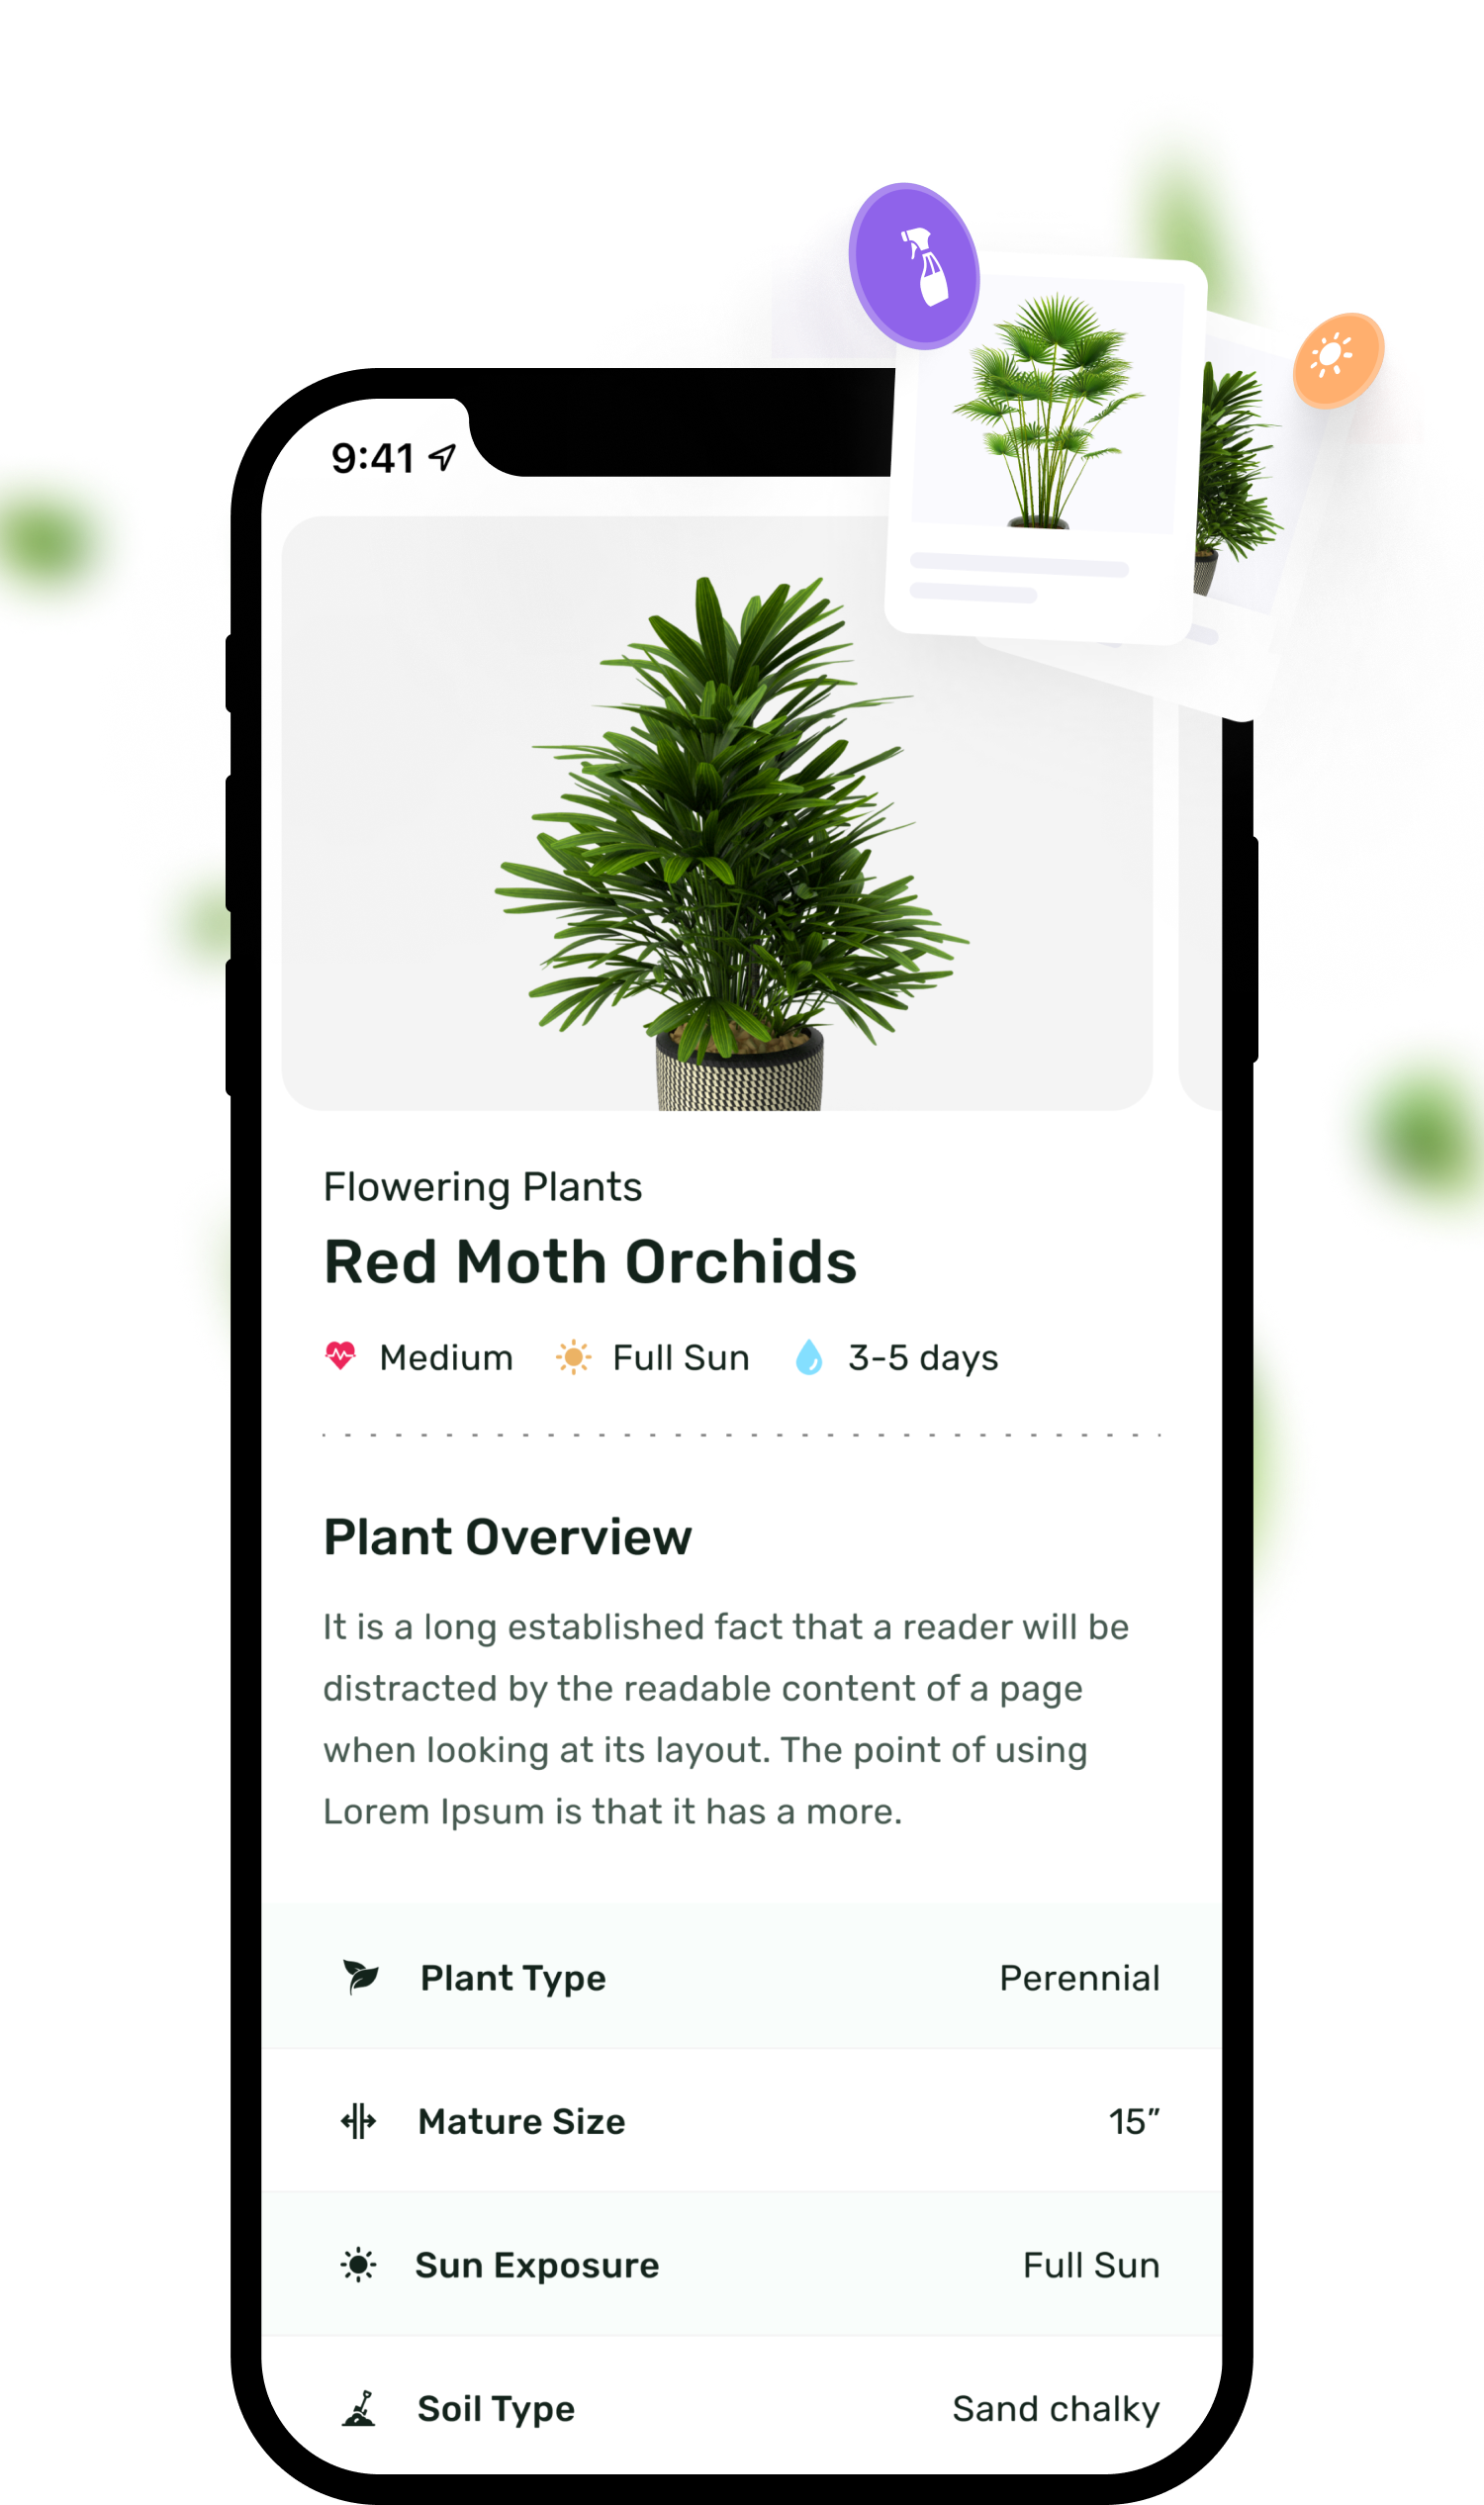 9:41
Flowering Plants
Red Moth Orchids
Medium Full Sun 3-5 days
Plant Overview
It is a long established fact that a reader will be
distracted by the readable content of a page
when looking at its layout. The point of using
Lorem Ipsum is that it has a more.
Plant Type Perennial
Mature Size 15”
Sun Exposure Full Sun
Soil Type Sand chalky